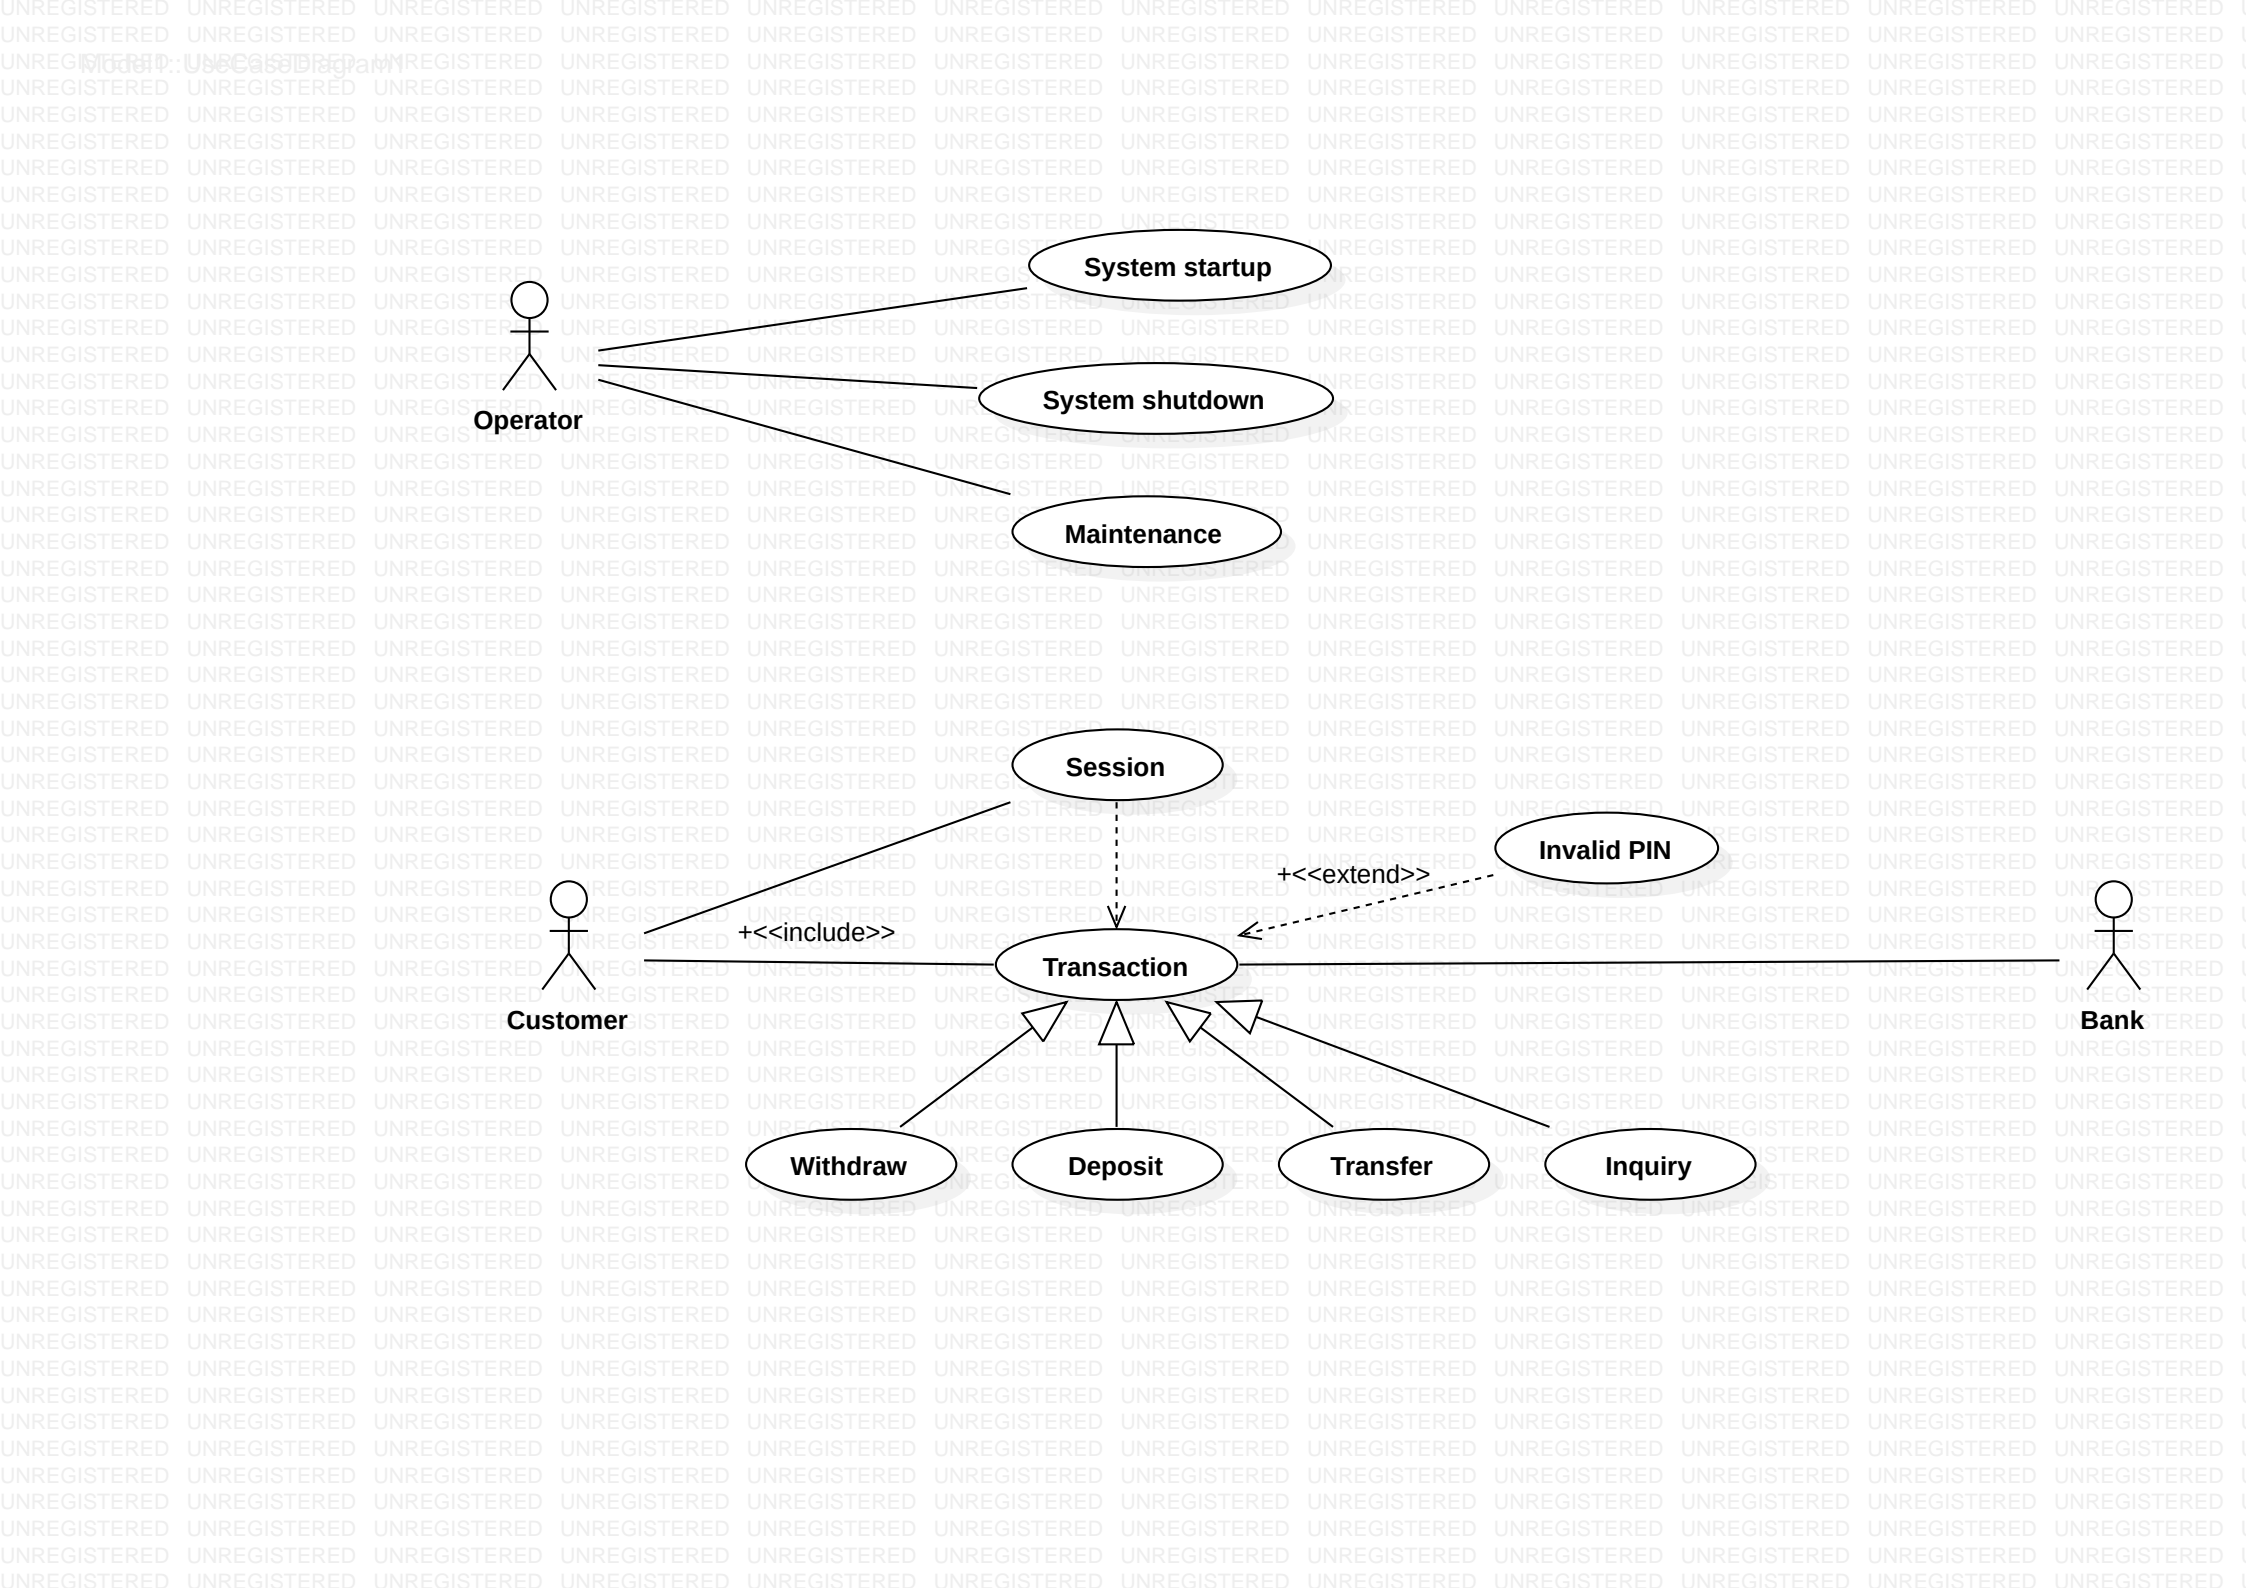 Model1::UseCaseDiagram1
System startup
System shutdown
Operator
Maintenance
Session
Invalid PIN
+<<extend>>
+<<include>>
Transaction
Customer
Bank
Withdraw
Deposit
Transfer
Inquiry
UNREGISTERED